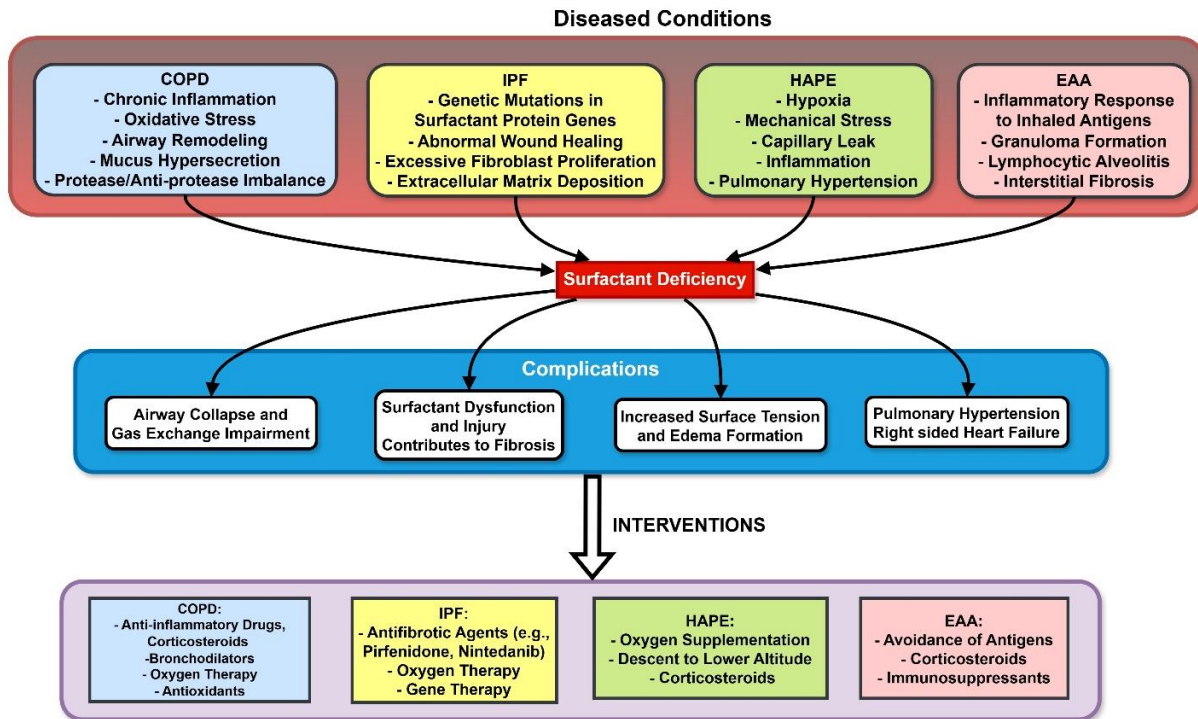 Diseased Conditions
COPD
- Chronic Inflammation
- Oxidative Stress
- Airway Remodeling
- Mucus Hypersecretion
- Protease/Anti-protease Imbalance
IPF
- Genetic Mutations in
Surfactant Protein Genes
- Abnormal Wound Healing
- Excessive Fibroblast Proliferation
- Extracellular Matrix Deposition
HAPE
- Hypoxia
- Mechanical Stress
- Capillary Leak
- Inflammation
- Pulmonary Hypertension
EAA
- Inflammatory Response
to Inhaled Antigens
- Granuloma Formation
- Lymphocytic Alveolitis
- Interstitial Fibrosis
Surfactant Deficiency
Complications
Airway Collapse and
Gas Exchange Impairment
Surfactant Dysfunction
and Injury
Contributes to Fibrosis
Increased Surface Tension
and Edema Formation
Pulmonary Hypertension
Right sided Heart Failure
INTERVENTIONS
COPD:
- Anti-inflammatory Drugs,
Corticosteroids
-Bronchodilators
- Oxygen Therapy
- Antioxidants
IPF:
- Antifibrotic Agents (e.g.,
Pirfenidone, Nintedanib)
- Oxygen Therapy
- Gene Therapy
HAPE:
- Oxygen Supplementation
- Descent to Lower Altitude
- Corticosteroids
EAA:
- Avoidance of Antigens
- Corticosteroids
- Immunosuppressants